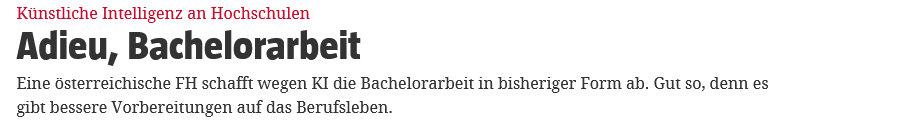 Künstliche Intelligenz an Hochschulen
Adieu, Bachelorarbeit
Eine österreichische FH schafft wegen KI die Bachelorarbeit in bisheriger Form ab. Gut so, denn es
gibt bessere Vorbereitungen auf das Berufsleben.